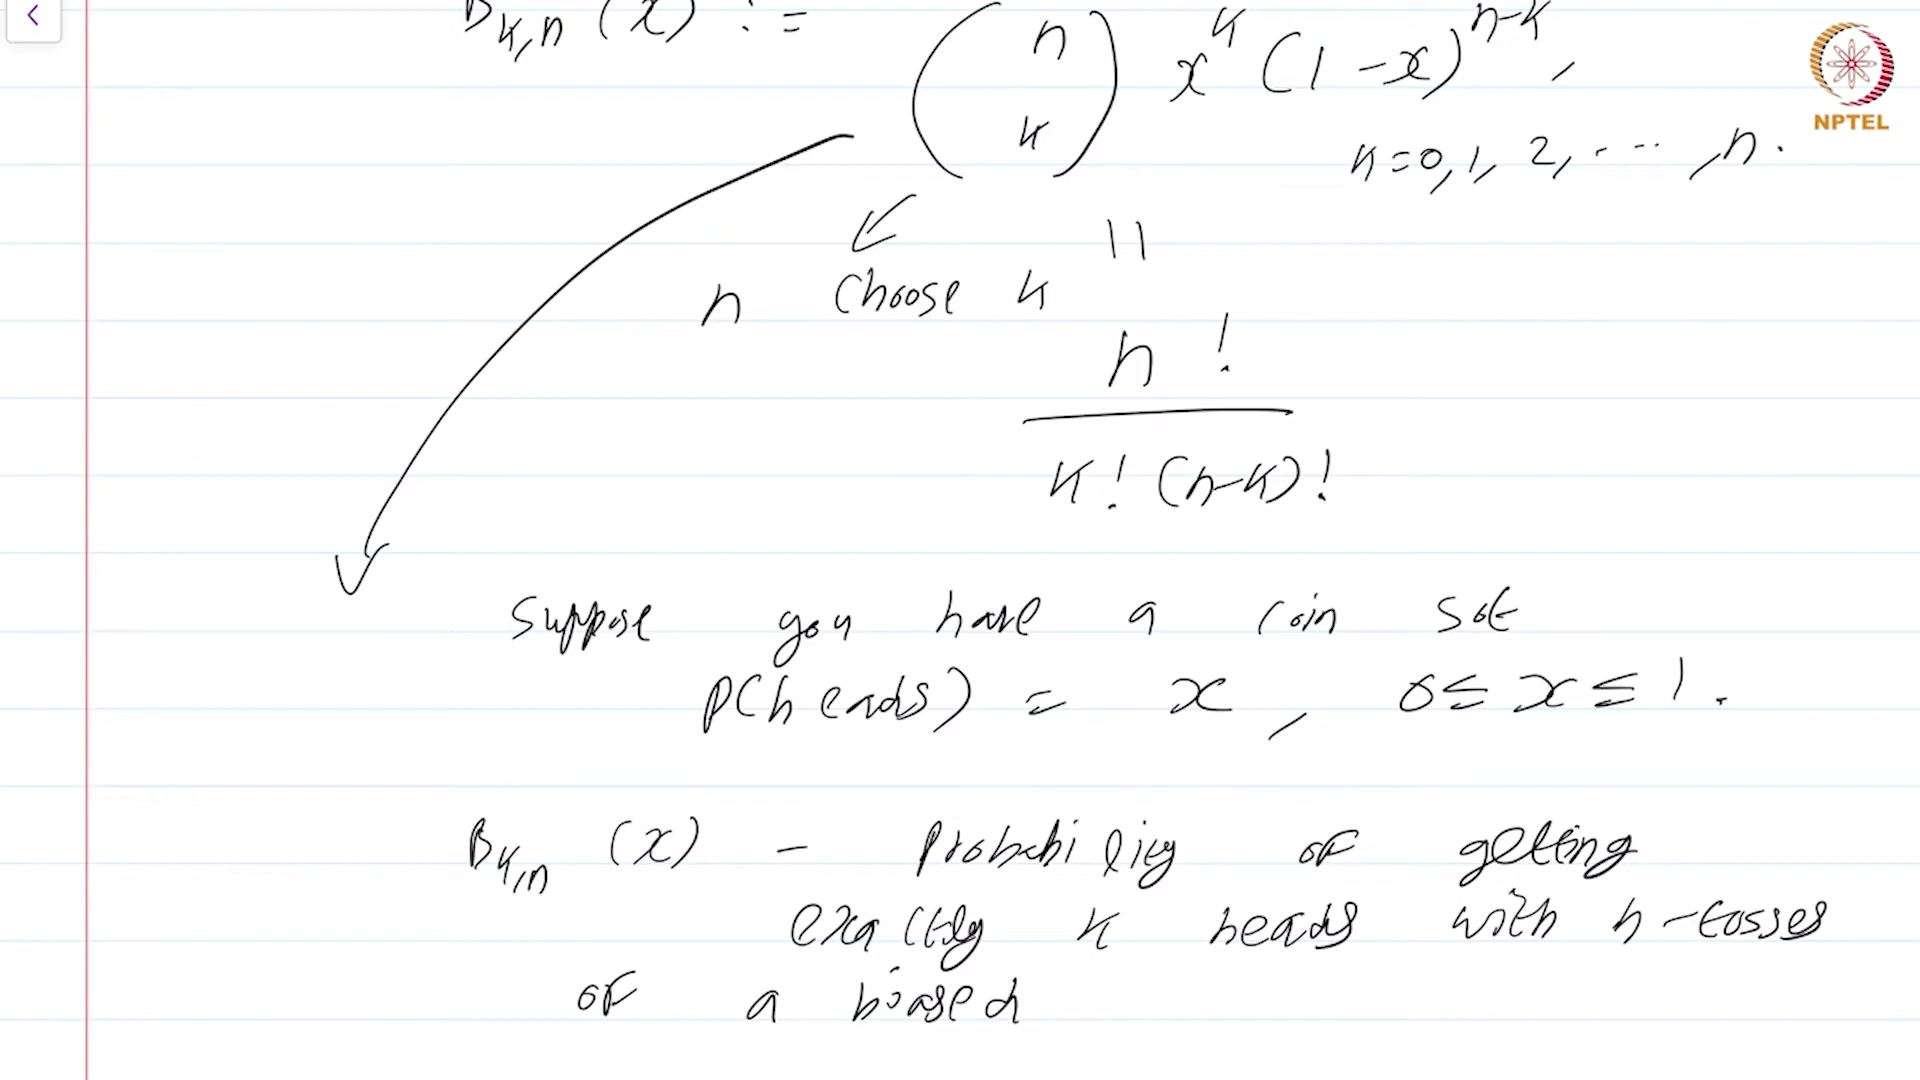 B_{k,n} (x) := \binom{n}{k} x^k (1-x)^{n-k},
NPTEL
k=0,1,2,...,n.
n choose k
||
n!
k! (n-k)!
Suppose you have a coin s.t
P(heads) = x, 0≤x≤1.
B_{k,n} (x) - Probability of getting
exactly k heads with n-tosses
of a biased